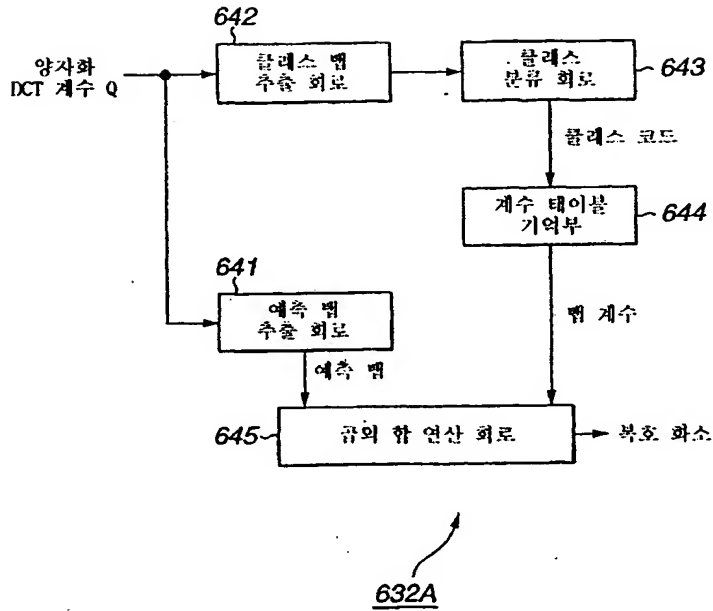 642
클래스 탭
추출 회로
양자화
DCT 계수 Q
클래스
분류 회로
643
클래스 코드
계수 테이블
기억부
644
641
예측 탭
추출 회로
탭 계수
예측 탭
645
곱의 합 연산 회로
복호 화소
632A